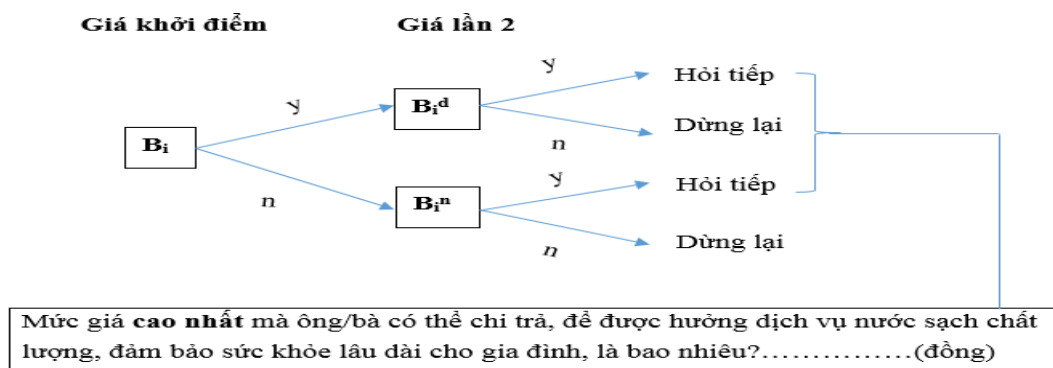 Giá khởi điểm Giá lần 2
y Hỏi tiếp
y Bᵢᵈ
n Dừng lại
Bᵢ
y Hỏi tiếp
n Bᵢⁿ
n Dừng lại
Mức giá cao nhất mà ông/bà có thể chi trả, để được hưởng dịch vụ nước sạch chất
lượng, đảm bảo sức khỏe lâu dài cho gia đình, là bao nhiêu?……………(đồng)